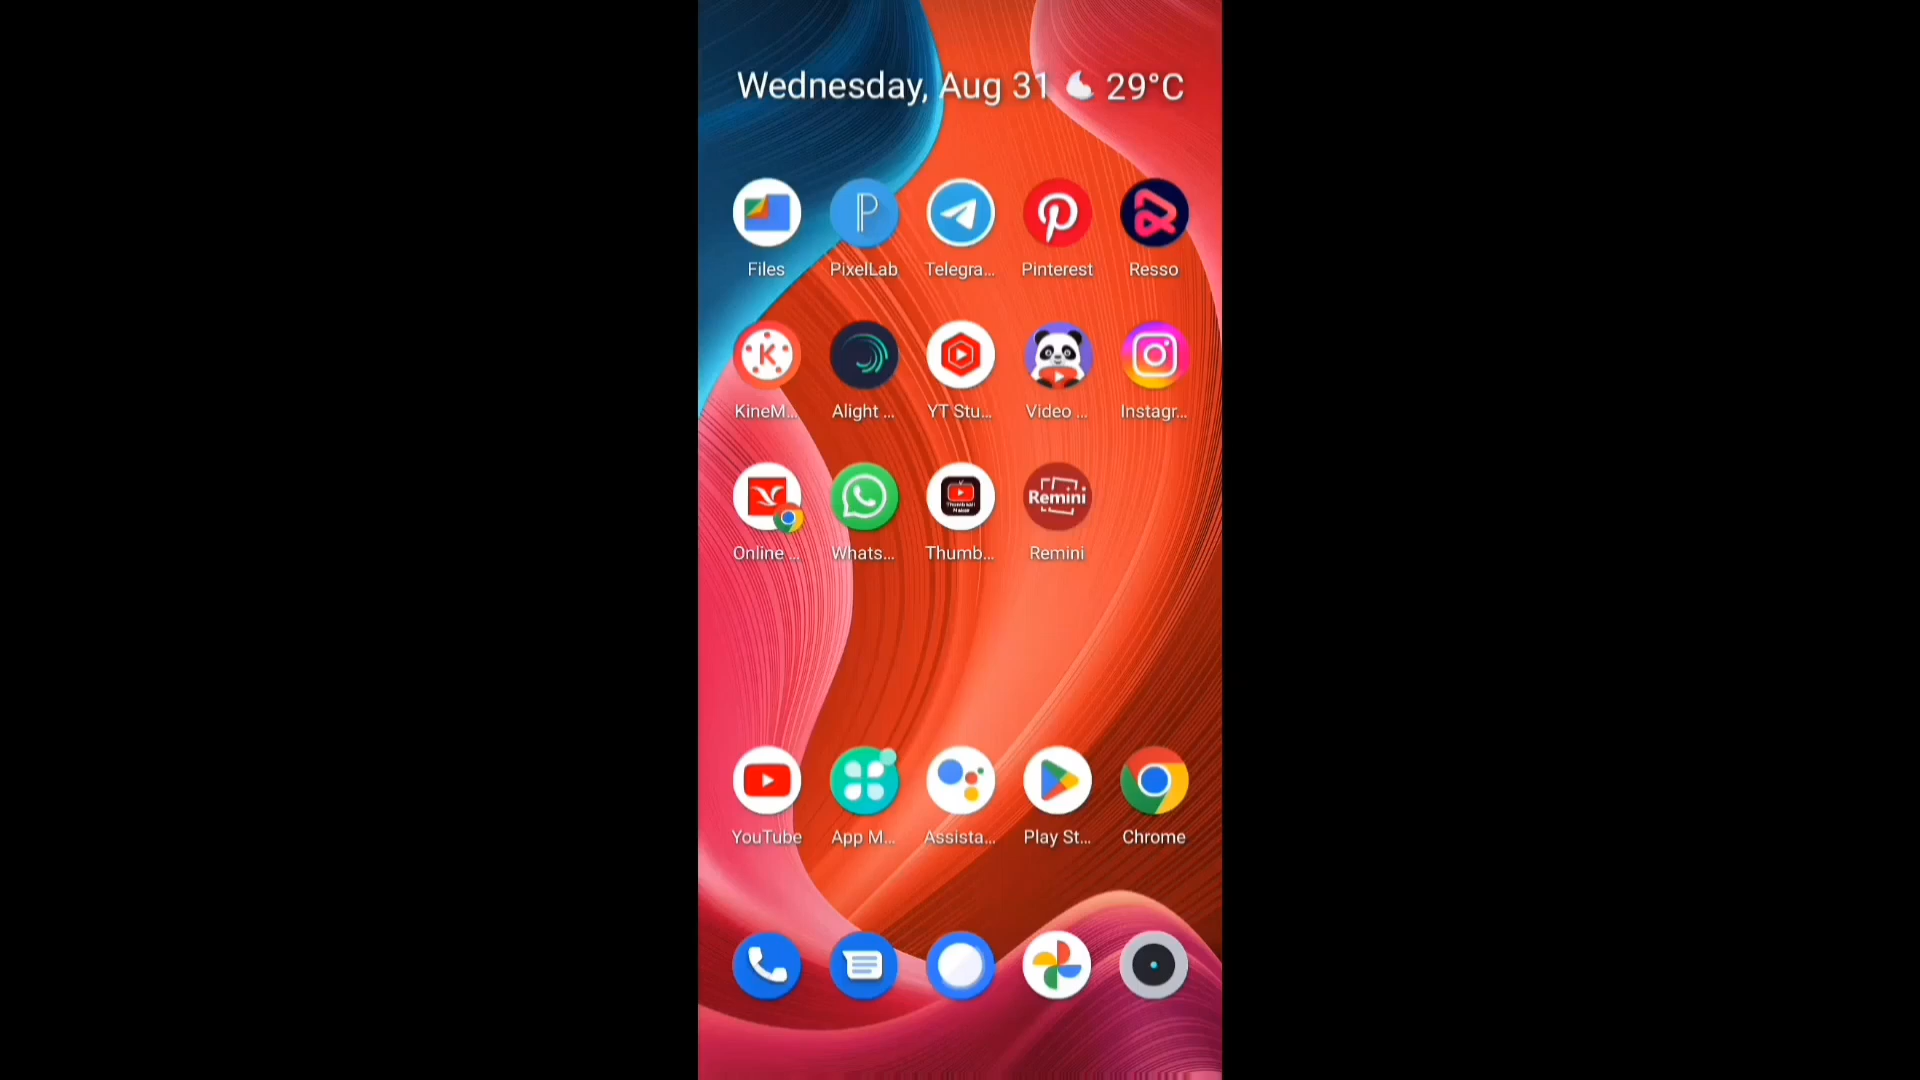 Wednesday, Aug 31 29°C
Files PixelLab Telegra... Pinterest Resso
KineM... Alight ... YT Stu... Video ... Instagr...
Remini
Online ... Whats... Thumb... Remini
YouTube App M... Assista... Play St... Chrome